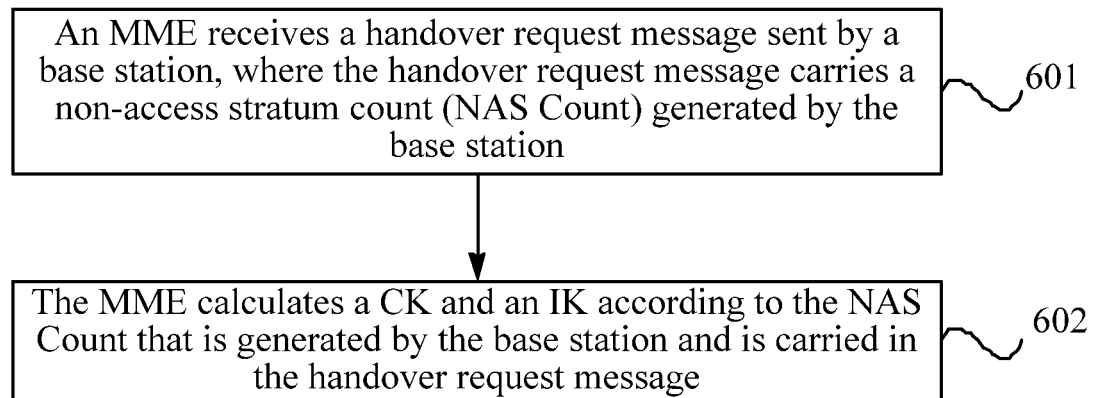 An MME receives a handover request message sent by a
base station, where the handover request message carries a
non-access stratum count (NAS Count) generated by the
base station
601
The MME calculates a CK and an IK according to the NAS
Count that is generated by the base station and is carried in
the handover request message
602